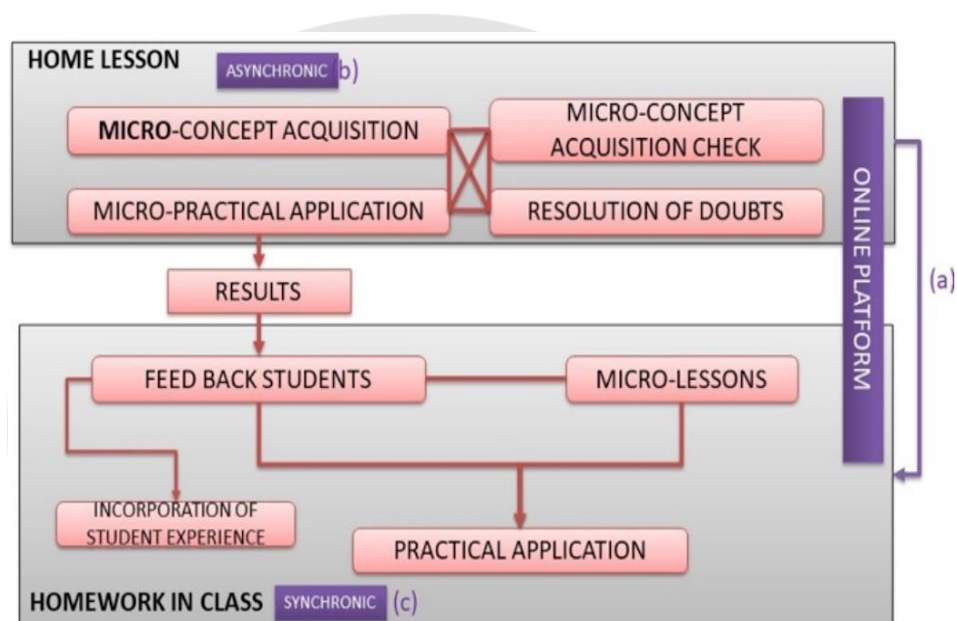 HOME LESSON
ASYNCHRONIC (b)
MICRO-CONCEPT ACQUISITION
MICRO-CONCEPT
ACQUISITION CHECK
MICRO-PRACTICAL APPLICATION
RESOLUTION OF DOUBTS
ONLINE PLATFORM
(a)
RESULTS
FEED BACK STUDENTS
MICRO-LESSONS
INCORPORATION OF
STUDENT EXPERIENCE
PRACTICAL APPLICATION
HOMEWORK IN CLASS
SYNCHRONIC (c)